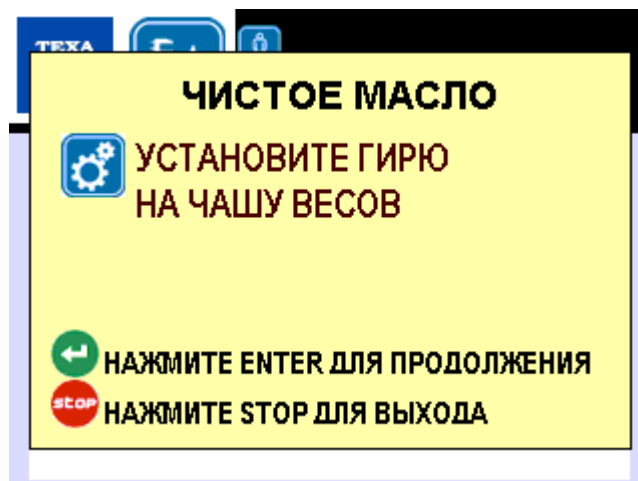 TEXA
ЧИСТОЕ МАСЛО
УСТАНОВИТЕ ГИРЮ
НА ЧАШУ ВЕСОВ
НАЖМИТЕ ENTER ДЛЯ ПРОДОЛЖЕНИЯ
stop НАЖМИТЕ STOP ДЛЯ ВЫХОДА